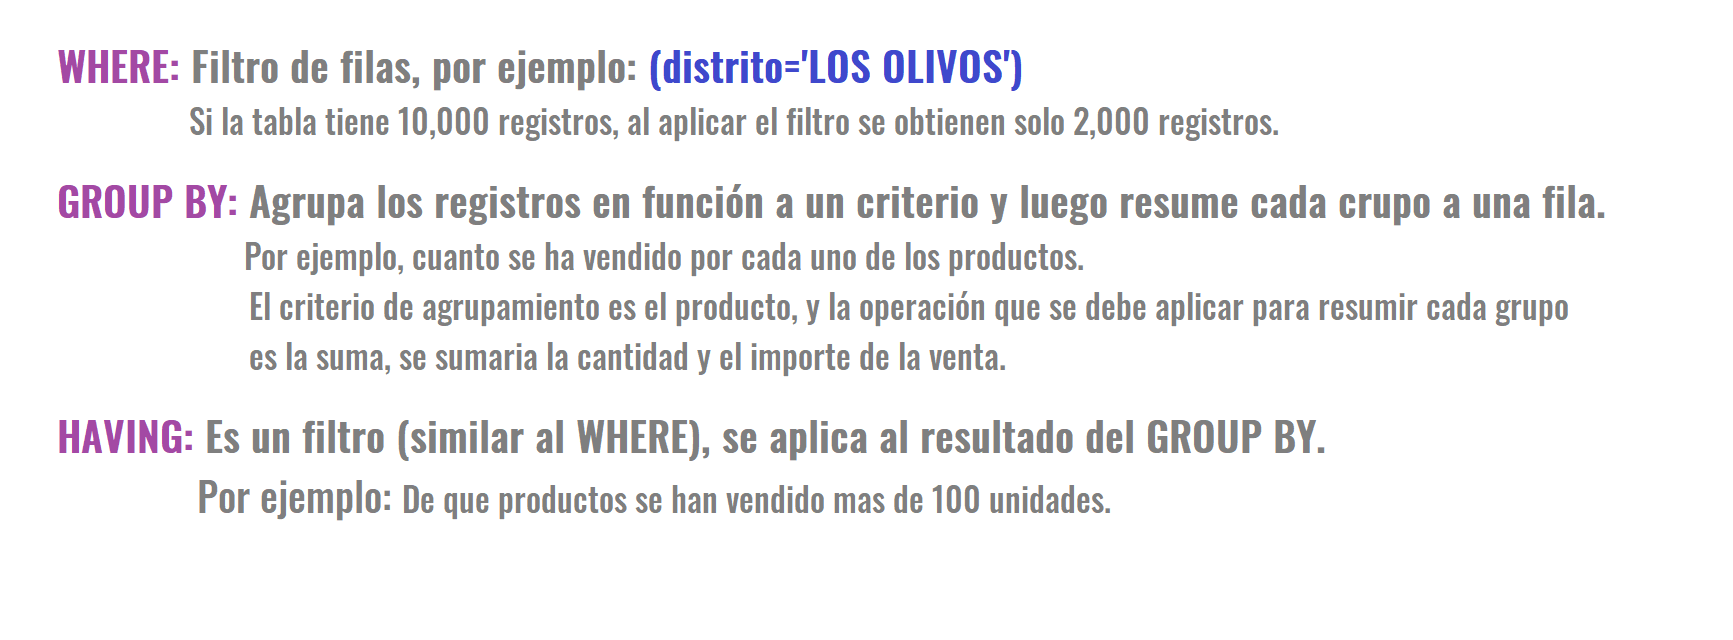 WHERE: Filtro de filas, por ejemplo: (distrito='LOS OLIVOS')
Si la tabla tiene 10,000 registros, al aplicar el filtro se obtienen solo 2,000 registros.
GROUP BY: Agrupa los registros en función a un criterio y luego resume cada crupo a una fila.
Por ejemplo, cuanto se ha vendido por cada uno de los productos.
El criterio de agrupamiento es el producto, y la operación que se debe aplicar para resumir cada grupo
es la suma, se sumaria la cantidad y el importe de la venta.
HAVING: Es un filtro (similar al WHERE), se aplica al resultado del GROUP BY.
Por ejemplo: De que productos se han vendido mas de 100 unidades.